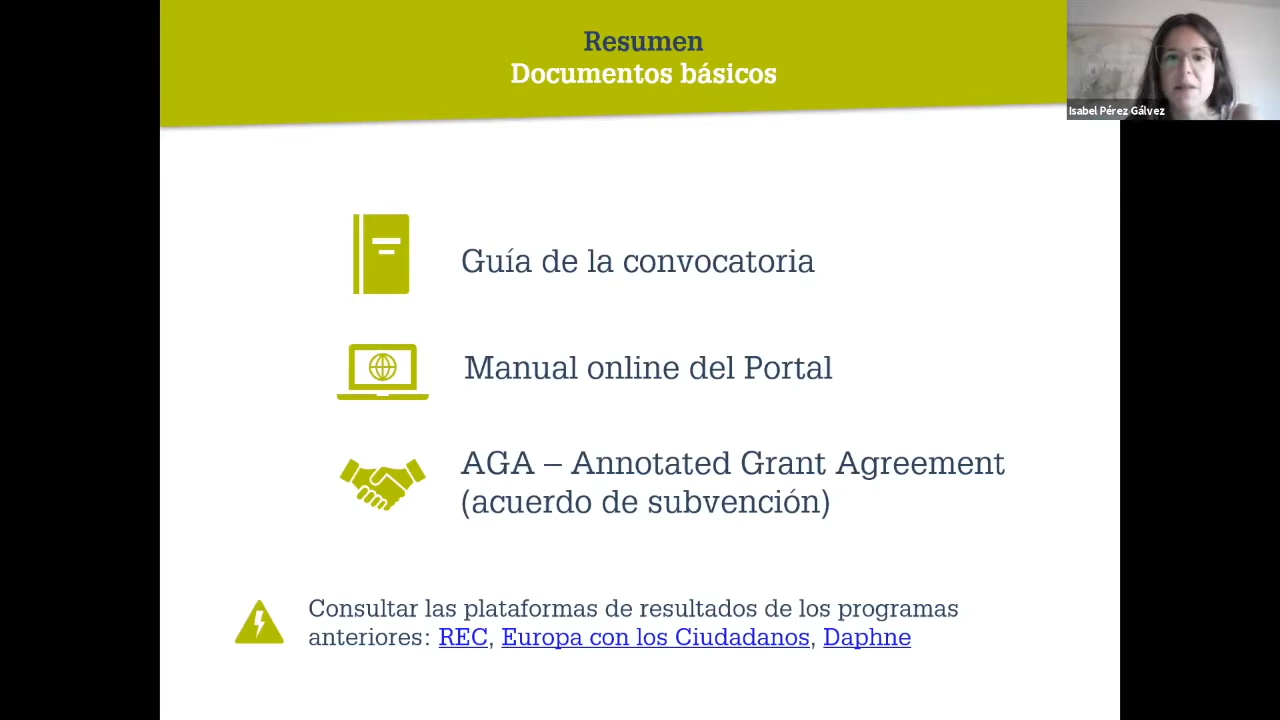 Resumen
Documentos básicos
Isabel Pérez Gálvez
Guía de la convocatoria
Manual online del Portal
AGA – Annotated Grant Agreement
(acuerdo de subvención)
Consultar las plataformas de resultados de los programas
anteriores: REC, Europa con los Ciudadanos, Daphne